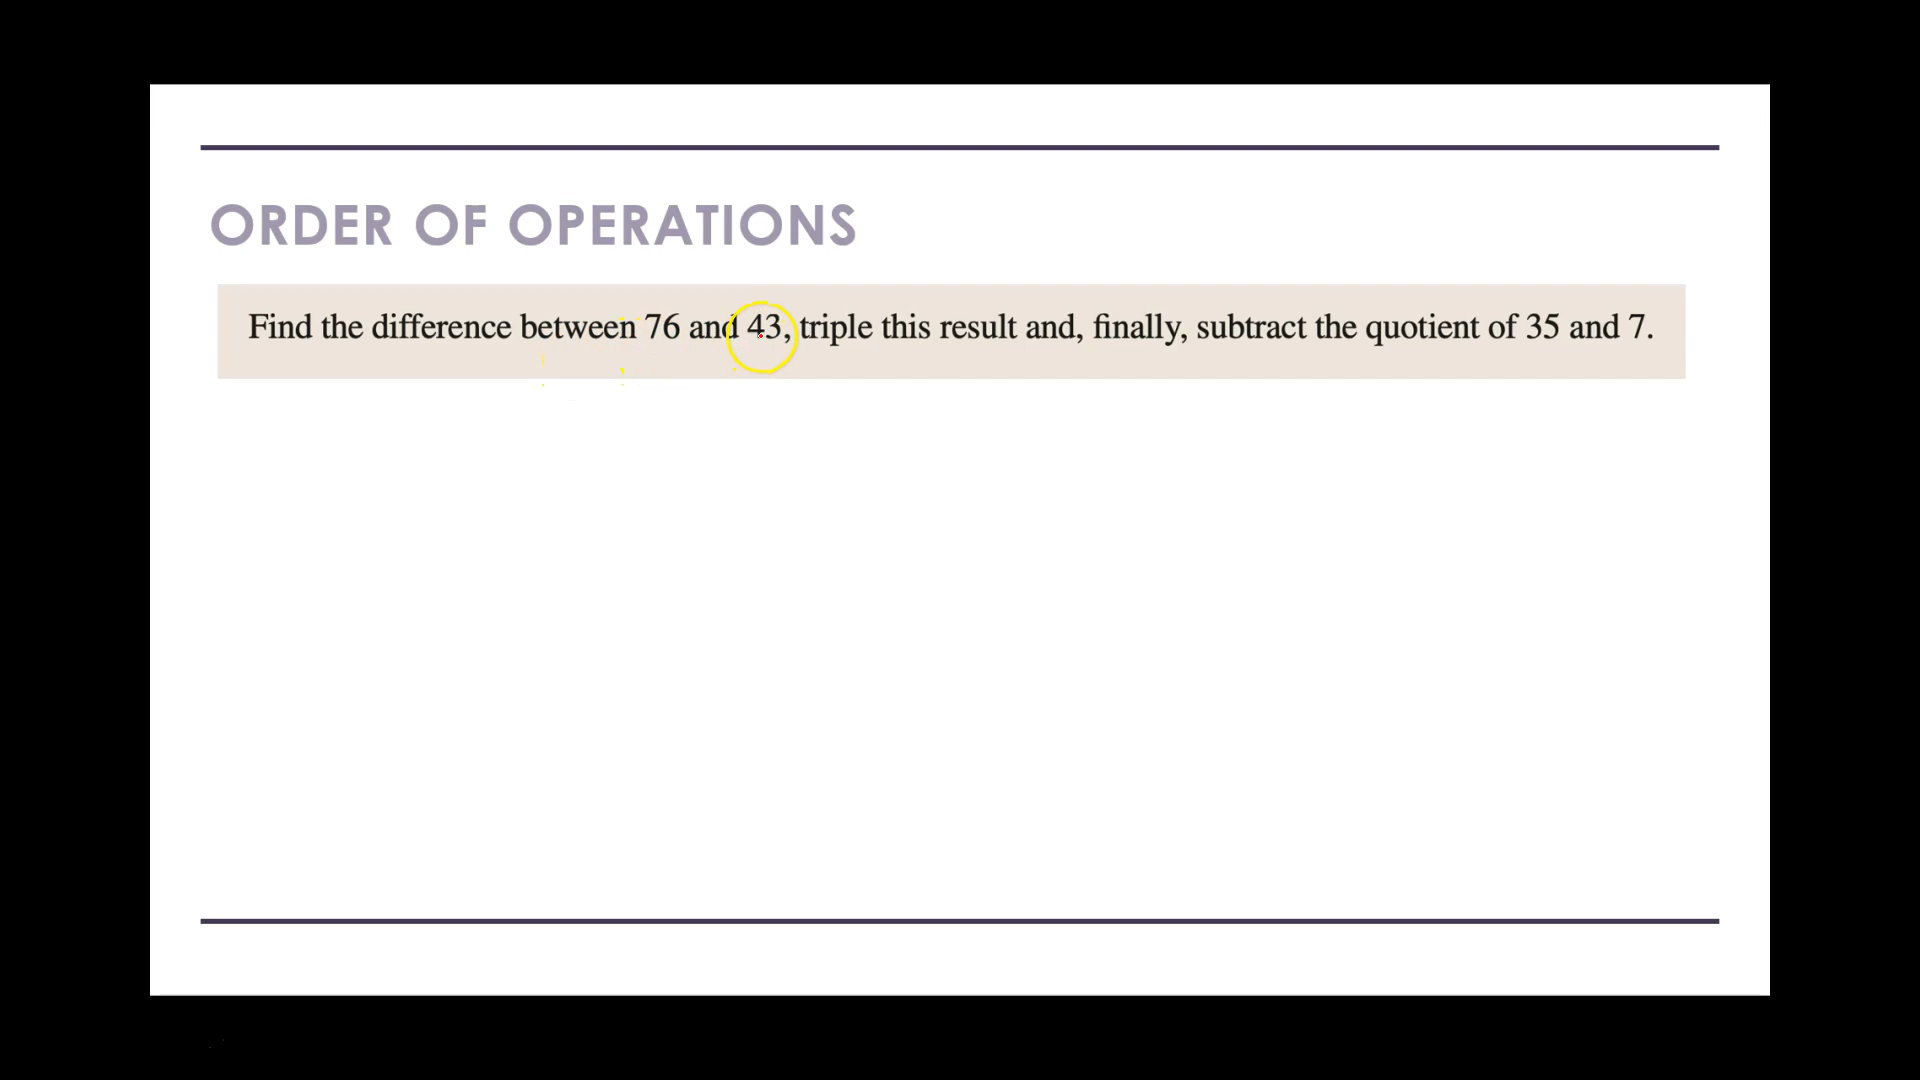 ORDER OF OPERATIONS
Find the difference between 76 and 43, triple this result and, finally, subtract the quotient of 35 and 7.